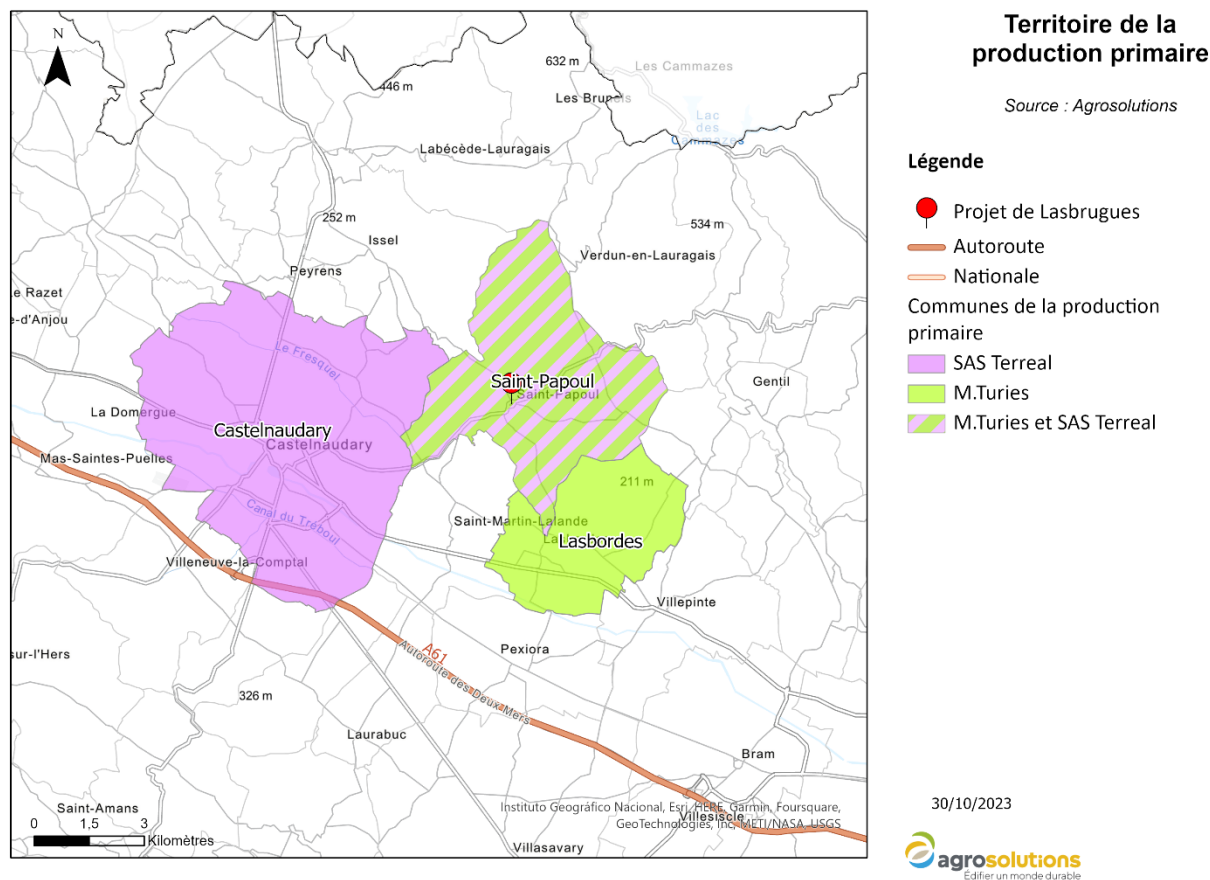 Territoire de la
production primaire
Source : Agrosolutions
Légende
Projet de Lasbrugues
Autoroute
Nationale
Communes de la production
primaire
SAS Terreal
M.Turies
M.Turies et SAS Terreal
30/10/2023
agrosolutions
Édifier un monde durable
N
632 m
Les Cammazes
446 m
Les Brunels
Lac
des
Cammazes
Labécède-Lauragais
252 m
534 m
Issel
Verdun-en-Lauragais
Peyrens
Le Razet
e-d'Anjou
Le Fresquel
Saint-Papoul
Saint-Papoul
Gentil
La Domergue
Castelnaudary
Castelnaudary
Mas-Saintes-Puelles
211 m
Canal du Tréboul
Saint-Martin-Lalande
La
Lasbordes
Villeneuve-la-Comptal
Villepinte
Pexiora
sur-l'Hers
A61
Autoroute des Deux Mers
326 m
Laurabuc
Bram
Saint-Amans
Instituto Geográfico Nacional, Esri, HERE, Garmin, Foursquare,
GeoTechnologies, Inc, METI/NASA, USGS
Villesiscle
0 1,5 3
Kilomètres
Villasavary